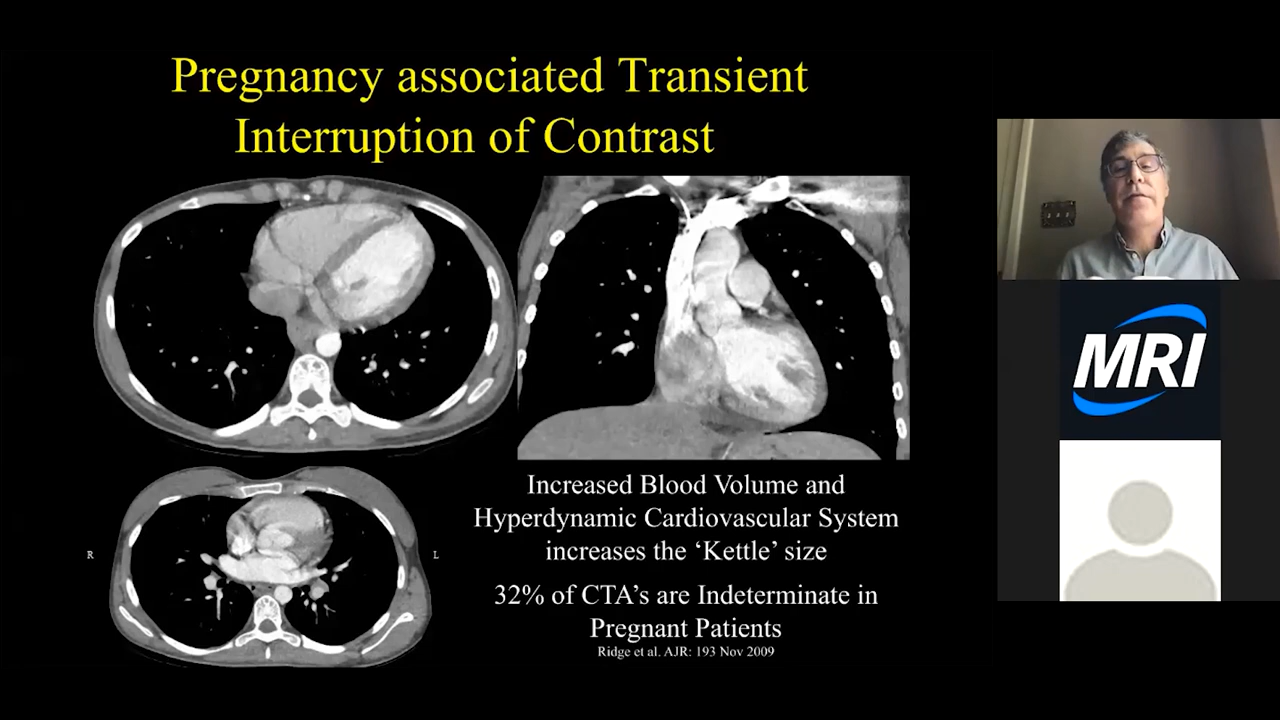 Pregnancy associated Transient
Interruption of Contrast
R
L
Increased Blood Volume and
Hyperdynamic Cardiovascular System
increases the ‘Kettle’ size
32% of CTA’s are Indeterminate in
Pregnant Patients
Ridge et al. AJR: 193 Nov 2009
MRI